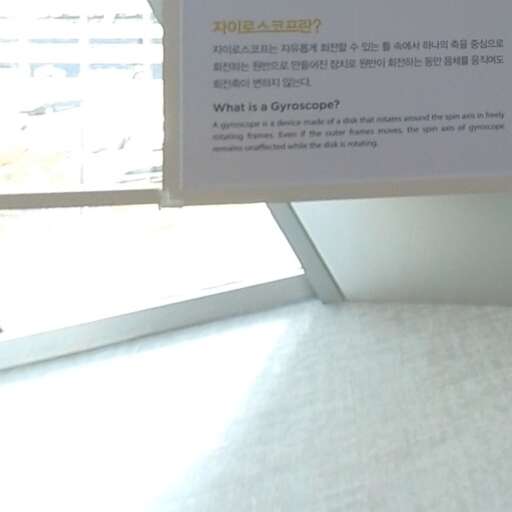 자이로스코프란?
자이로스코프는 자유롭게 회전할 수 있는 틀 속에서 하나의 축을 중심으로
회전하는 원반으로 만들어진 장치로 원반이 회전하는 동안 몸체를 움직여도
회전축이 변하지 않는다.
What is a Gyroscope?
A gyroscope is a device made of a disk that rotates around the spin axis in freely
rotating frames. Even if the outer frames moves, the spin axis of gyroscope
remains unaffected while the disk is rotating.